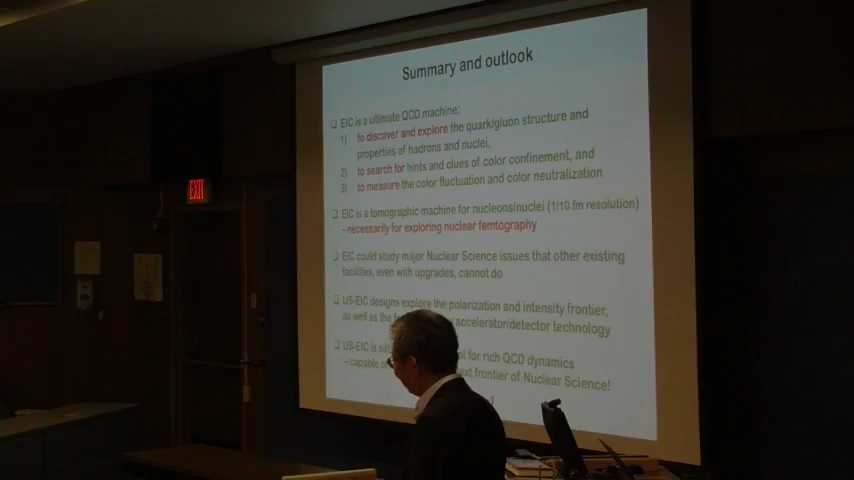 EXIT
Summary and outlook
❑ EIC is a ultimate QCD machine:
1) to discover and explore the quark/gluon structure and
properties of hadrons and nuclei,
2) to search for hints and clues of color confinement, and
3) to measure the color fluctuation and color neutralization
❑ EIC is a tomographic machine for nucleons/nuclei (1/10 fm resolution)
- necessarily for exploring nuclear femtography
❑ EIC could study major Nuclear Science issues that other existing
facilities, even with upgrades, cannot do
❑ US-EIC designs explore the polarization and intensity frontier,
as well as the accelerator/detector technology
❑ US-EIC is for rich QCD dynamics
- capable frontier of Nuclear Science!